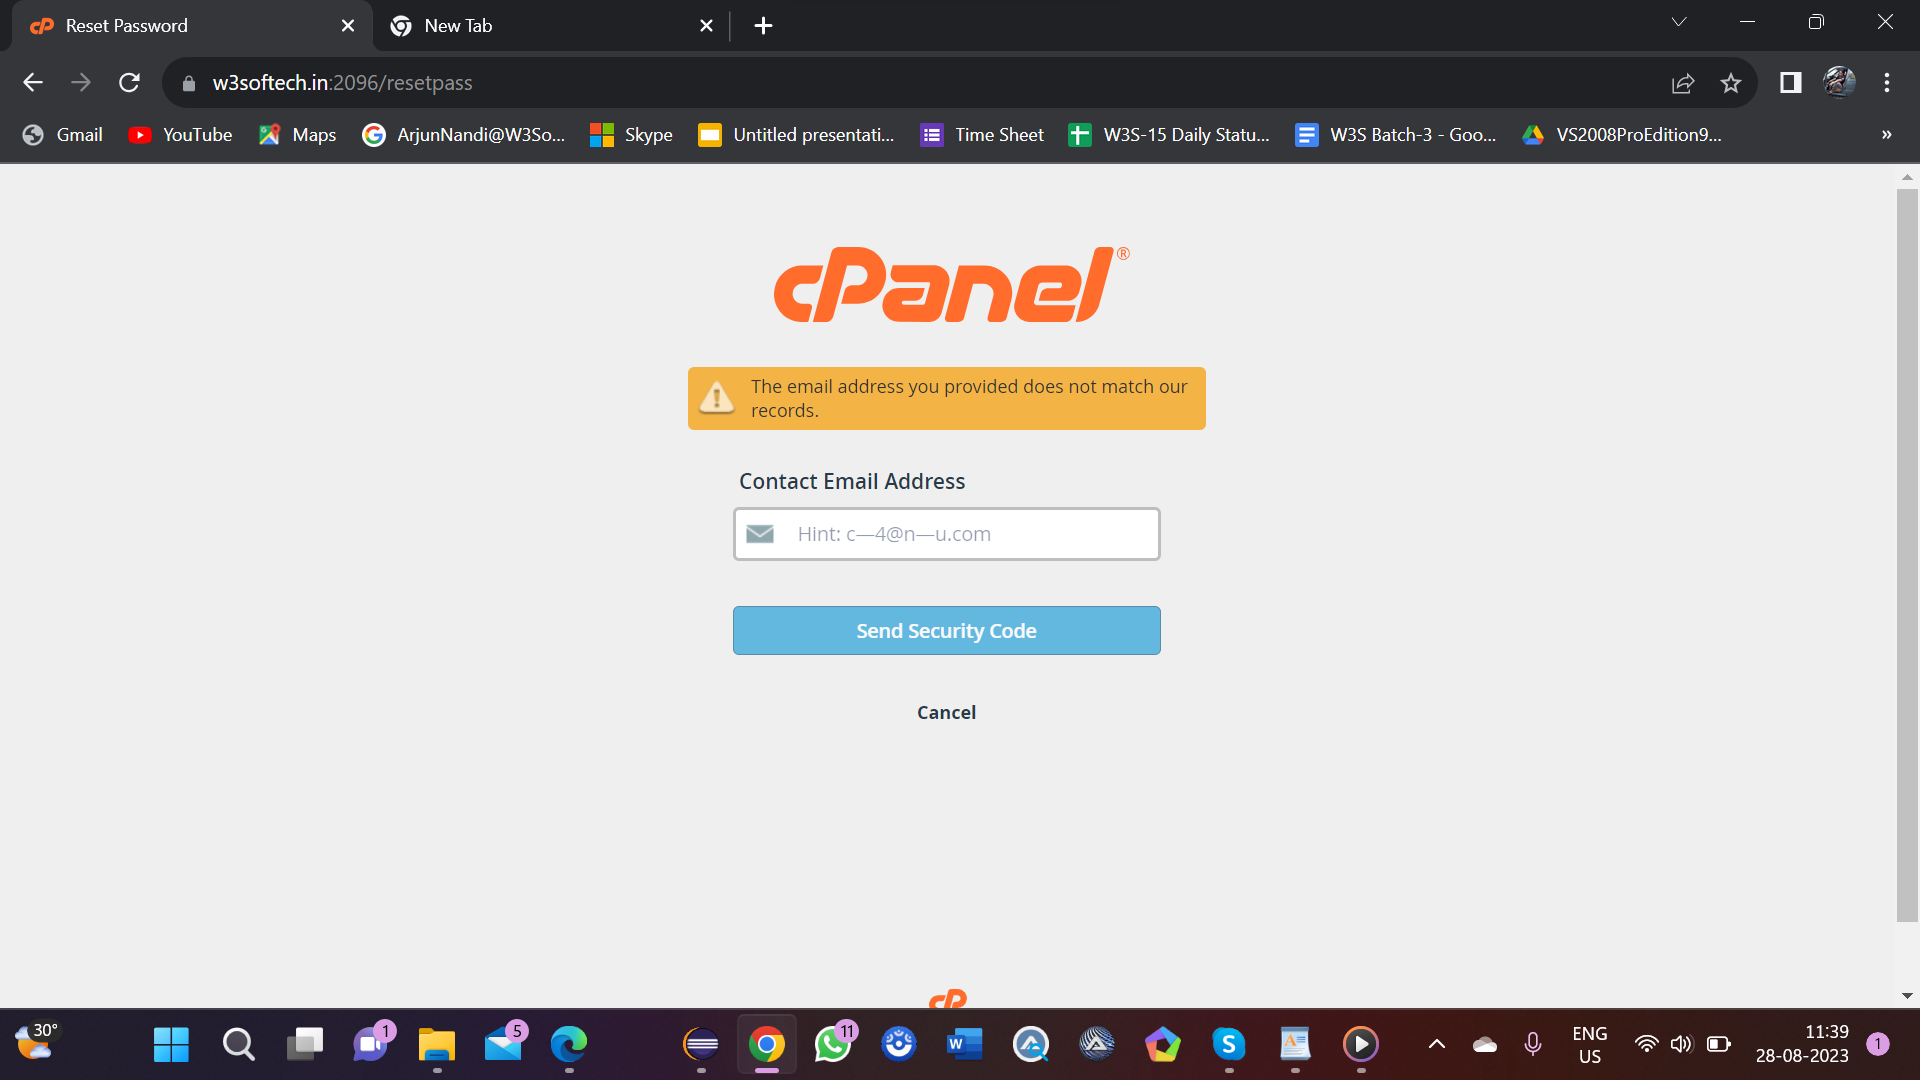 Reset Password
New Tab
w3softech.in:2096/resetpass
Gmail
YouTube
Maps
ArjunNandi@W3So...
Skype
Untitled presentati...
Time Sheet
W3S-15 Daily Statu...
W3S Batch-3 - Goo...
VS2008ProEdition9...
»
cPanel®
The email address you provided does not match our
records.
Contact Email Address
Hint: c—4@n—u.com
Send Security Code
Cancel
cP
30°
1
5
11
ENG
US
11:39
28-08-2023
1